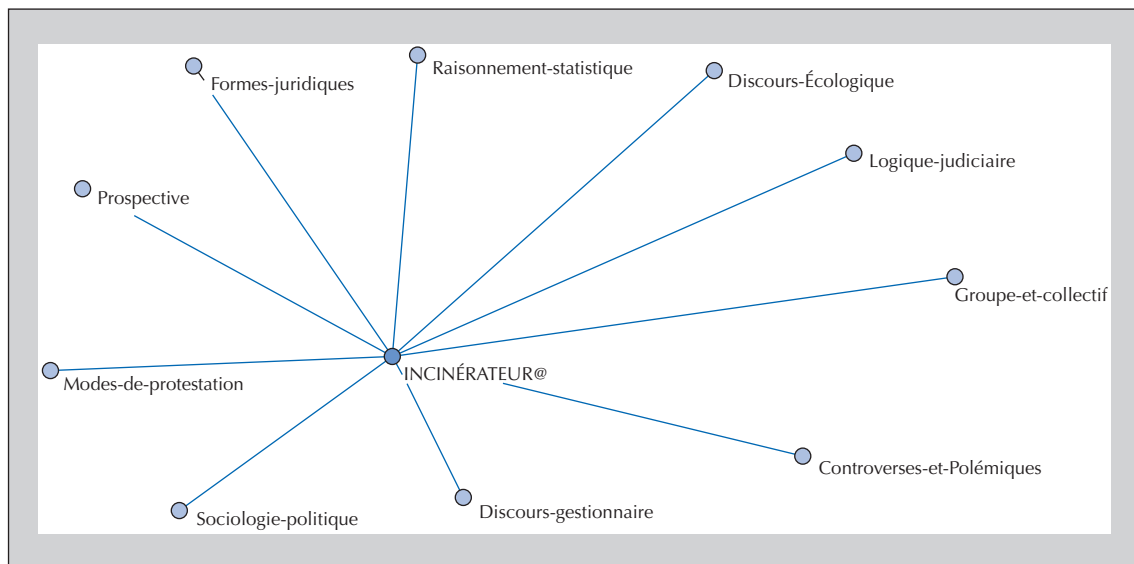 Raisonnement-statistique
Formes-juridiques
Discours-Écologique
Logique-judiciaire
Prospective
Groupe-et-collectif
INCINÉRATEUR@
Modes-de-protestation
Controverses-et-Polémiques
Discours-gestionnaire
Sociologie-politique